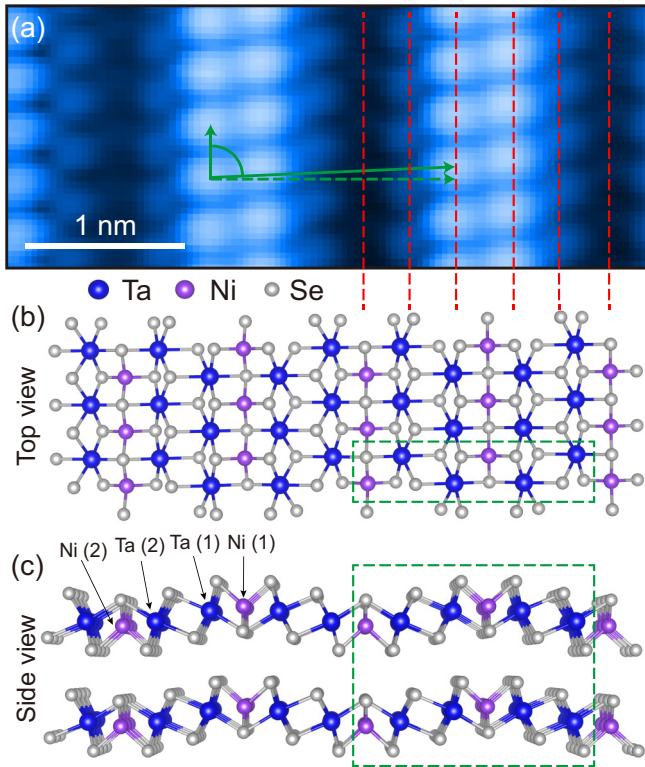 (a)
1 nm
Ta Ni Se
(b)
Top view
(c)
Ni (2) Ta (2) Ta (1) Ni (1)
Side view